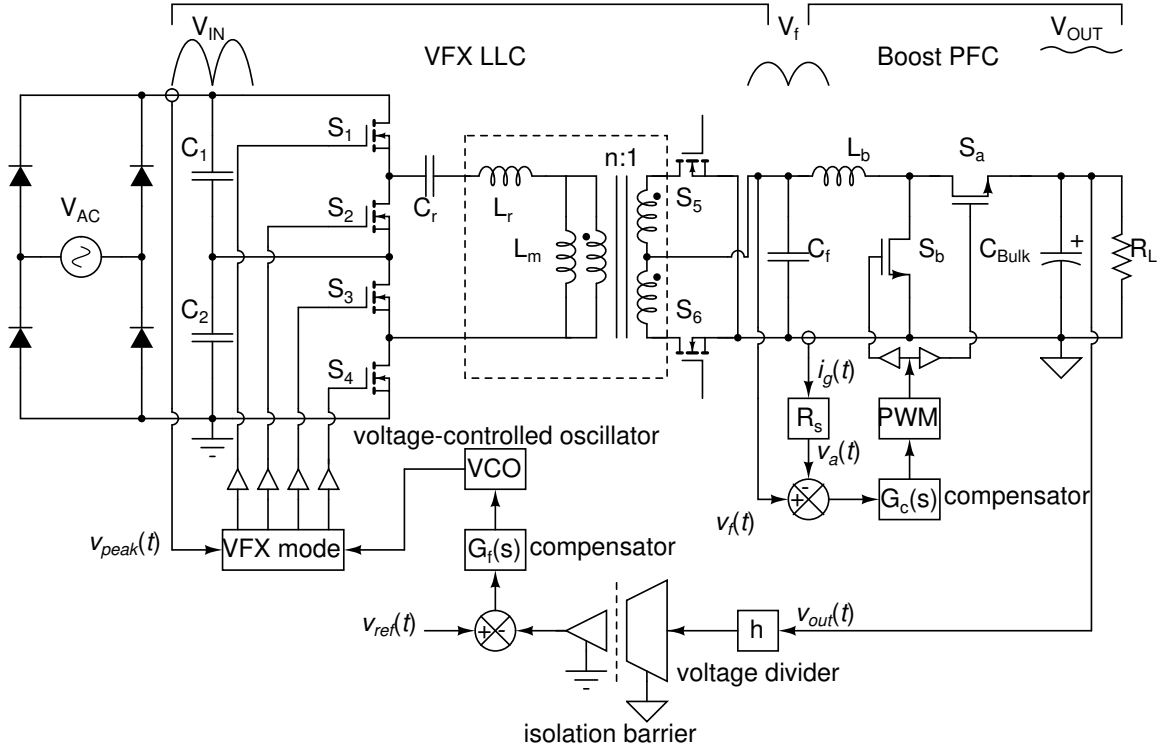 V_IN
VFX LLC
V_f
Boost PFC
V_OUT
S_1
C_1
n:1
L_b
S_a
C_r
L_r
S_5
V_AC
S_2
L_m
C_f
S_b
C_Bulk
+
R_L
S_3
C_2
S_6
S_4
i_g(t)
R_s
PWM
voltage-controlled oscillator
v_a(t)
VCO
-
+
G_c(s)
compensator
v_f(t)
v_peak(t)
VFX mode
G_f(s)
compensator
v_ref(t)
+
-
h
v_out(t)
voltage divider
isolation barrier